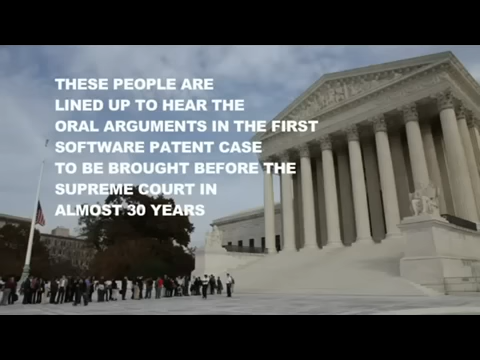 THESE PEOPLE ARE
LINED UP TO HEAR THE
ORAL ARGUMENTS IN THE FIRST
SOFTWARE PATENT CASE
TO BE BROUGHT BEFORE THE
SUPREME COURT IN
ALMOST 30 YEARS